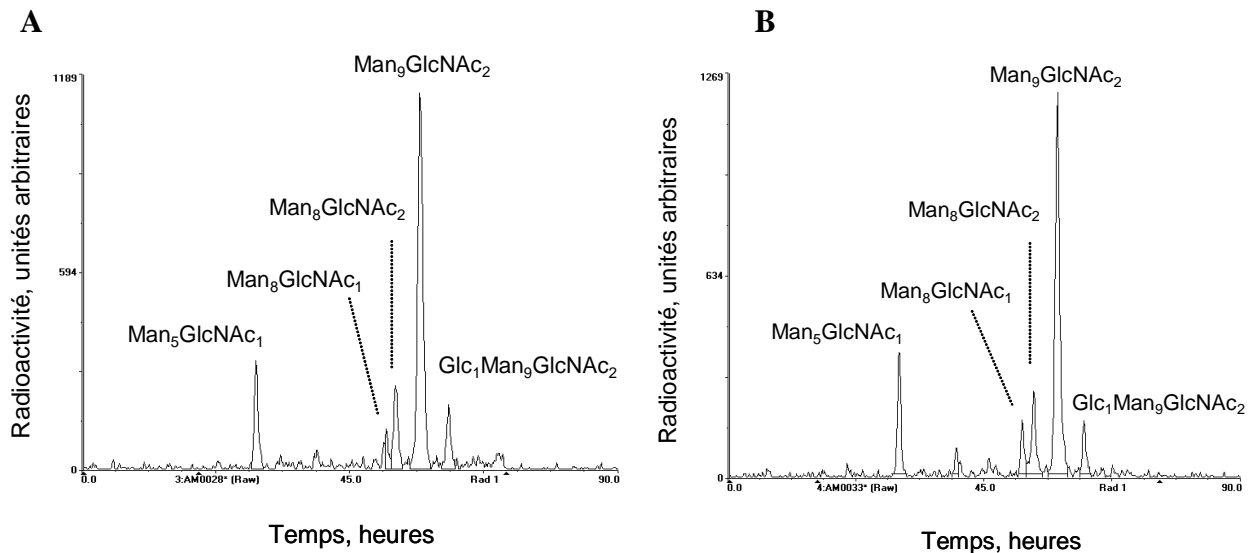 A
Radioactivité, unités arbitraires
1189
594
0
Man₉GlcNAc₂
Man₈GlcNAc₂
Man₈GlcNAc₁
Man₅GlcNAc₁
Glc₁Man₉GlcNAc₂
0.0
3:AM0028* (Raw)
45.0
Rad 1
90.0
Temps, heures
B
Radioactivité, unités arbitraires
1269
634
0
Man₉GlcNAc₂
Man₈GlcNAc₂
Man₈GlcNAc₁
Man₅GlcNAc₁
Glc₁Man₉GlcNAc₂
0.0
4:AM0033* (Raw)
45.0
Rad 1
90.0
Temps, heures